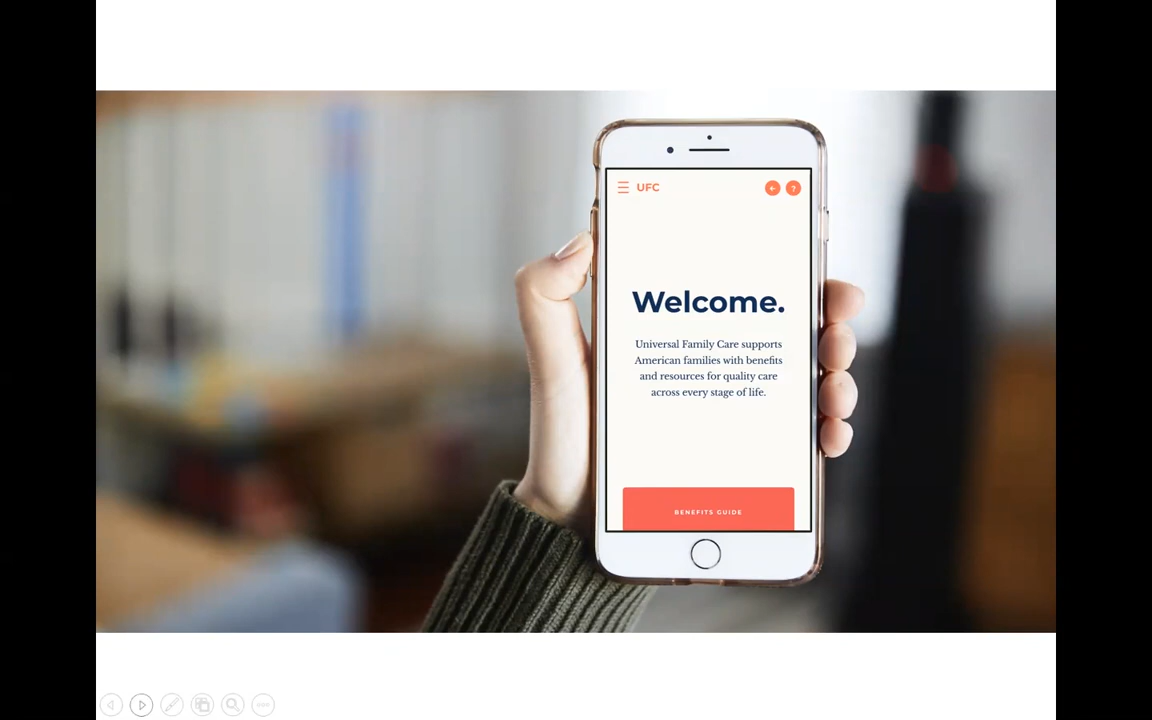 UFC
?
Welcome.
Universal Family Care supports
American families with benefits
and resources for quality care
across every stage of life.
BENEFITS GUIDE